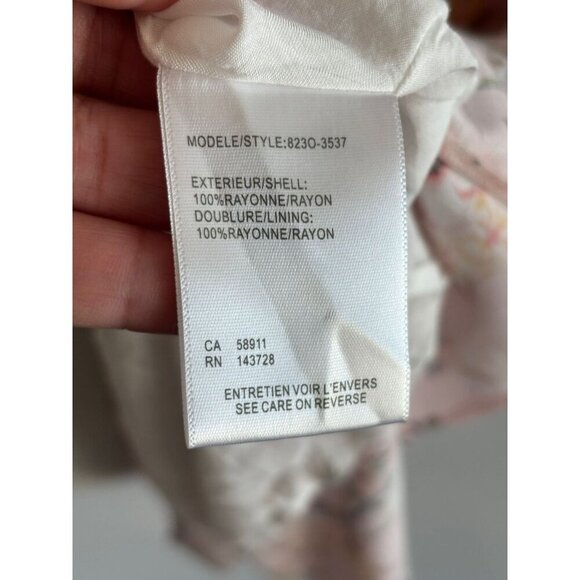 MODELE/STYLE:823O-3537
EXTERIEUR/SHELL:
100%RAYONNE/RAYON
DOUBLURE/LINING:
100%RAYONNE/RAYON
CA 58911
RN 143728
ENTRETIEN VOIR L'ENVERS
SEE CARE ON REVERSE